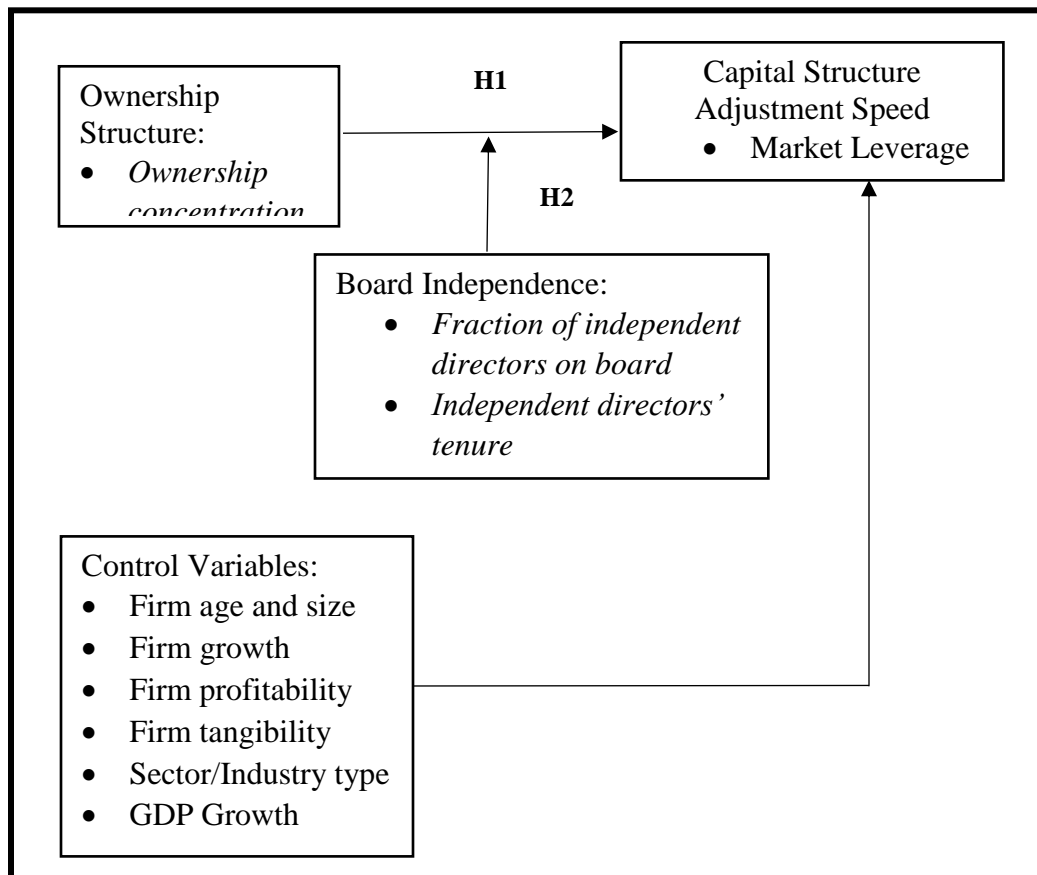 Ownership
Structure:
• Ownership
concentration
H1
Capital Structure
Adjustment Speed
• Market Leverage
H2
Board Independence:
• Fraction of independent
directors on board
• Independent directors’
tenure
Control Variables:
• Firm age and size
• Firm growth
• Firm profitability
• Firm tangibility
• Sector/Industry type
• GDP Growth